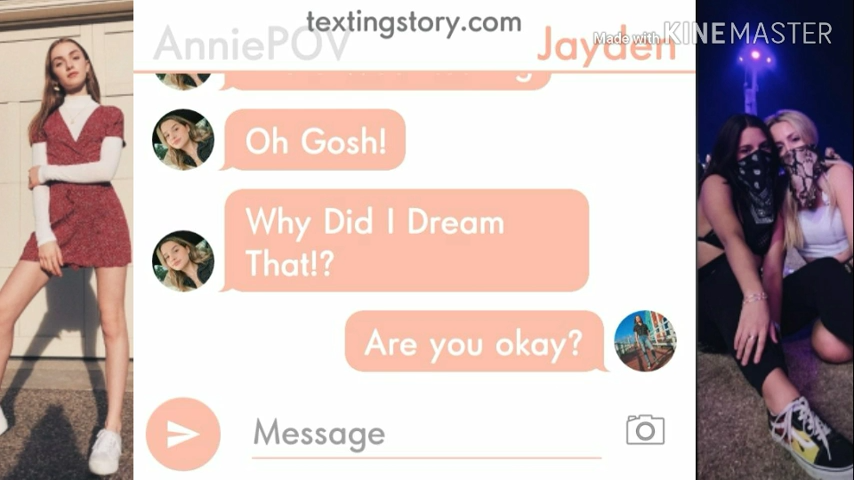 textingstory.com
AnniePOV
Jayden
Made with KINEMASTER
Oh Gosh!
Why Did I Dream
That!?
Are you okay?
Message